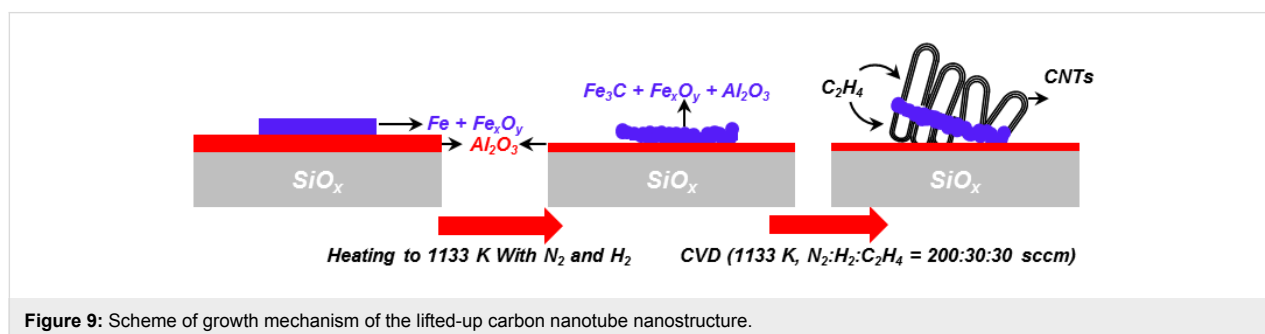 Fe + FeₓOᵧ
Al₂O₃
SiOₓ
Fe₃C + FeₓOᵧ + Al₂O₃
SiOₓ
C₂H₄
CNTs
SiOₓ
Heating to 1133 K With N₂ and H₂
CVD (1133 K, N₂:H₂:C₂H₄ = 200:30:30 sccm)
Figure 9: Scheme of growth mechanism of the lifted-up carbon nanotube nanostructure.